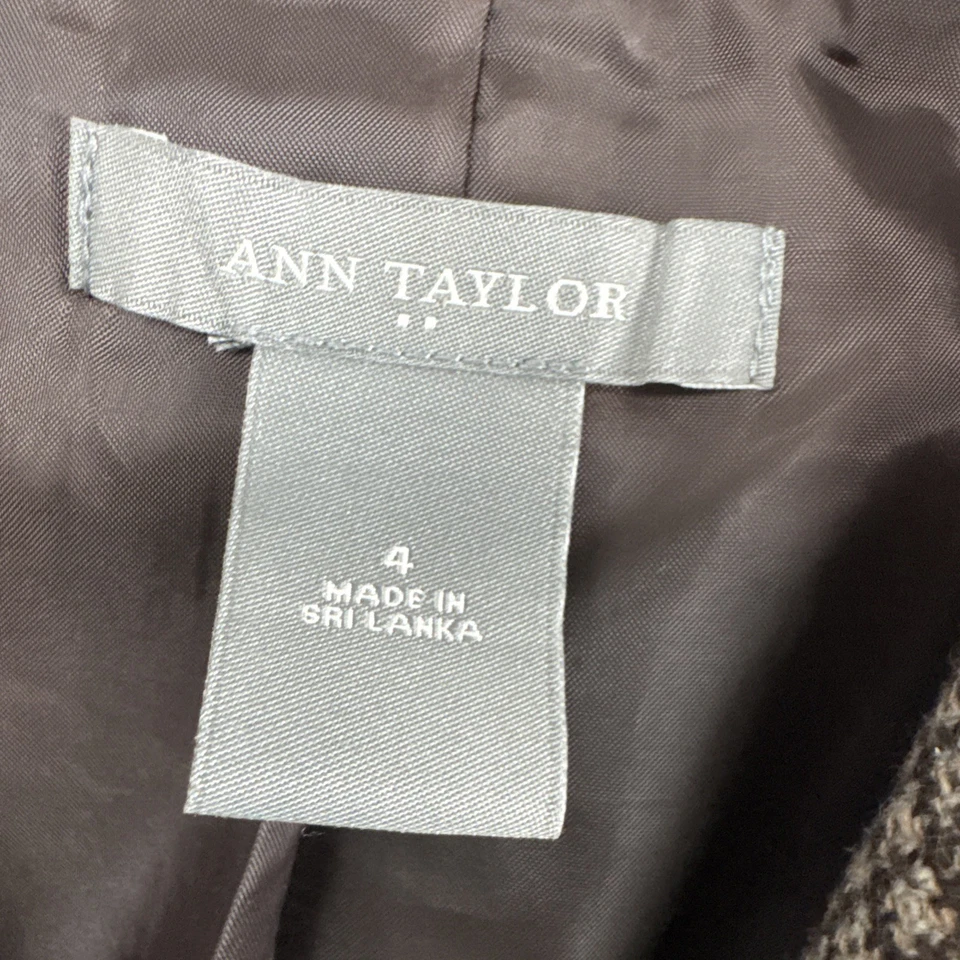 ANN TAYLOR
4
MADE IN
SRI LANKA